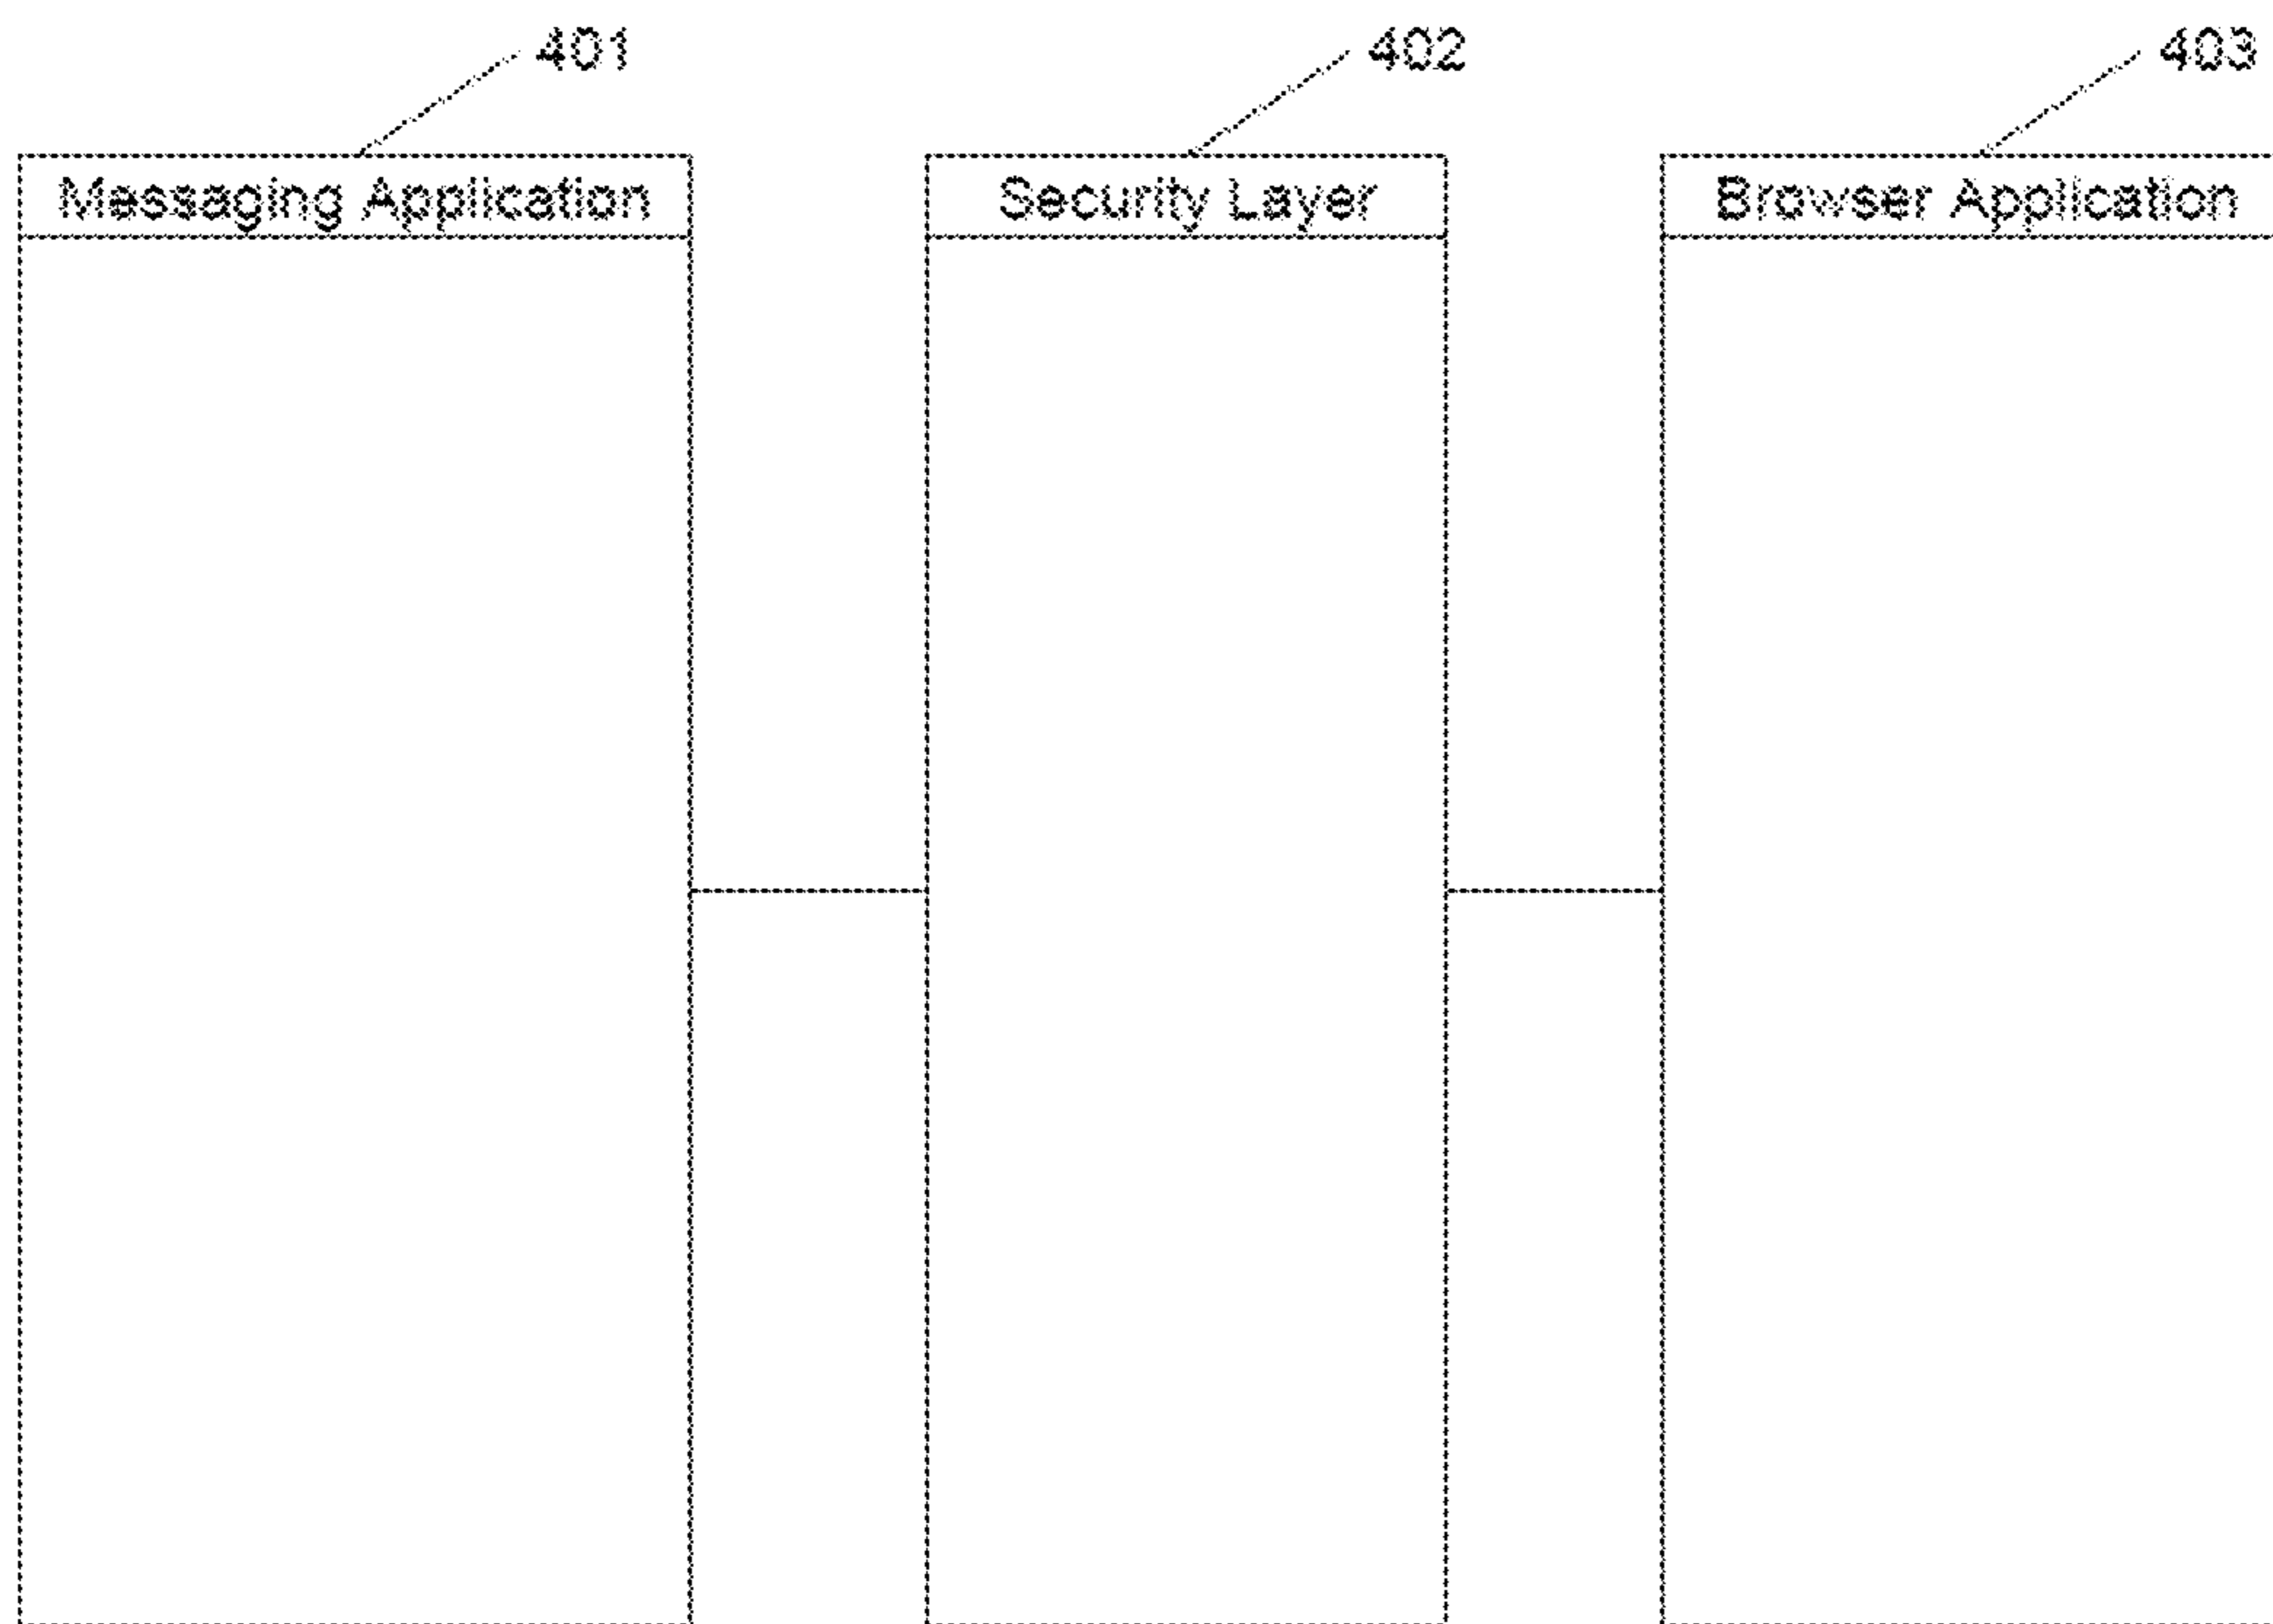 401 402 403
Messaging Application Security Layer Browser Application